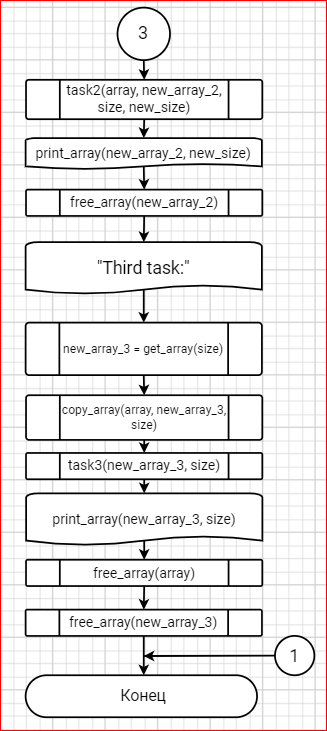 3
task2(array, new_array_2,
size, new_size)
print_array(new_array_2, new_size)
free_array(new_array_2)
"Third task:"
new_array_3 = get_array(size)
copy_array(array, new_array_3,
size)
task3(new_array_3, size)
print_array(new_array_3, size)
free_array(array)
free_array(new_array_3)
1
Конец